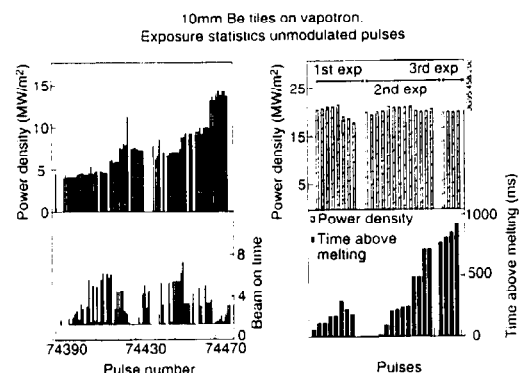 10mm Be tiles on vapotron.
Exposure statistics unmodulated pulses
Power density (MW/m²)
15
10
5
0
Beam on time
8
4
0
74390
74430
74470
Pulse number
Power density (MW/m²)
25
15
5
1st exp
3rd exp
2nd exp
Power density
Time above
melting
Time above melting (ms)
1000
500
0
Pulses